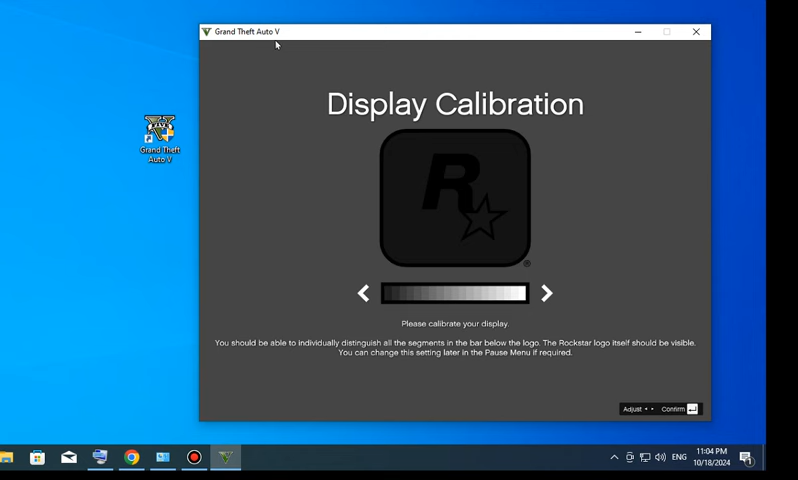 Grand Theft Auto V
Display Calibration
R
FIVE
Grand Theft
Auto V
Please calibrate your display.
You should be able to individually distinguish all the segments in the bar below the logo. The Rockstar logo itself should be visible.
You can change this setting later in the Pause Menu if required.
Adjust
Confirm
ENG
11:04 PM
10/18/2024
1